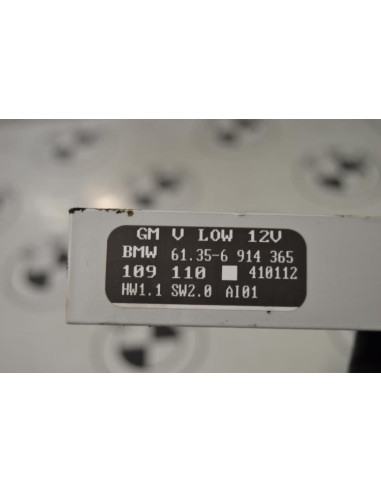 GM V LOW 12V
BMW 61.35-6 914 365
109 110 410112
HW1.1 SW2.0 AI01